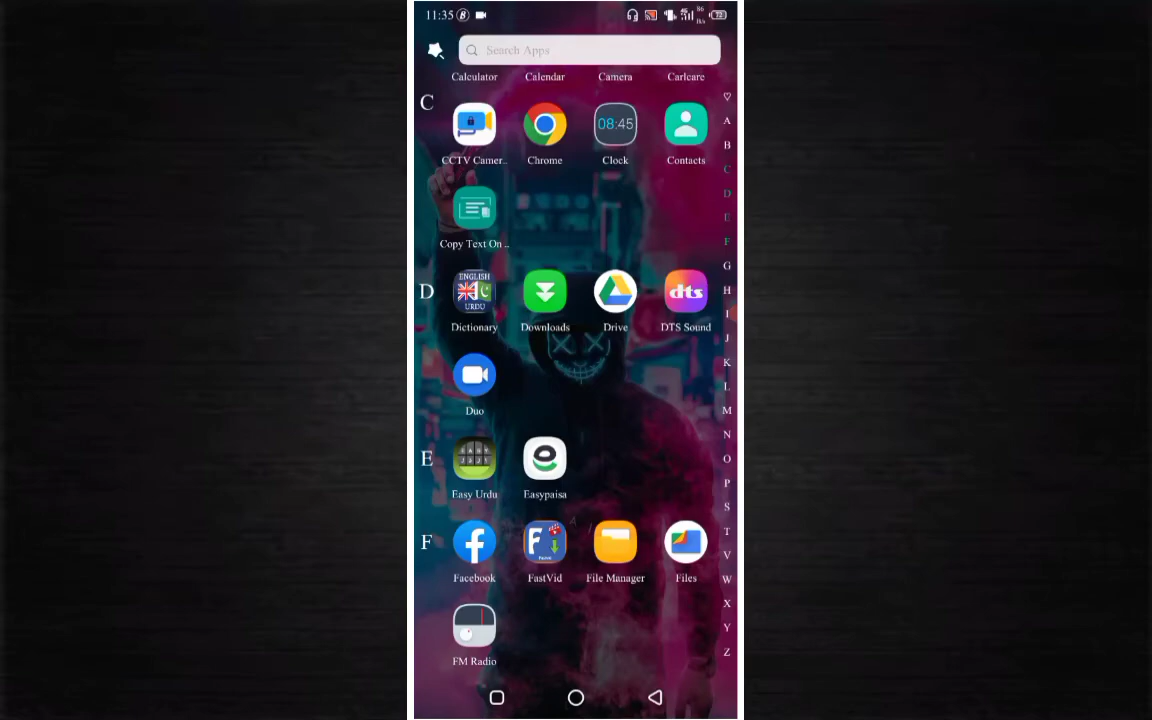 11:35
Search Apps
Calculator Calendar Camera Carlcare
C
08:45
CCTV Camer.. Chrome Clock Contacts
Copy Text On ..
D
ENGLISH
URDU
dts
Dictionary Downloads Drive DTS Sound
Duo
E
Easy Urdu Easypaisa
F
Facebook FastVid File Manager Files
FM Radio
A
B
C
D
E
F
G
H
I
J
K
L
M
N
O
P
S
T
V
W
X
Y
Z